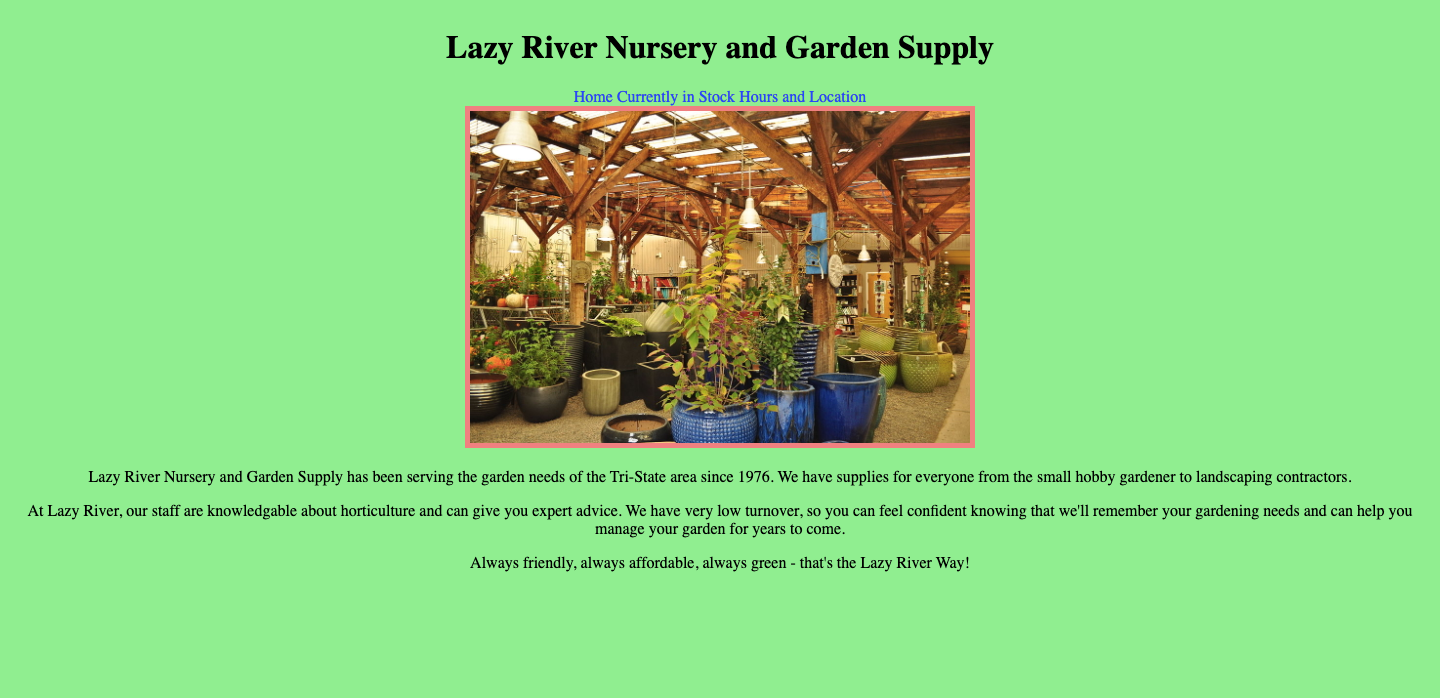 Lazy River Nursery and Garden Supply
Home Currently in Stock Hours and Location
Lazy River Nursery and Garden Supply has been serving the garden needs of the Tri-State area since 1976. We have supplies for everyone from the small hobby gardener to landscaping contractors.
At Lazy River, our staff are knowledgable about horticulture and can give you expert advice. We have very low turnover, so you can feel confident knowing that we'll remember your gardening needs and can help you
manage your garden for years to come.
Always friendly, always affordable, always green - that's the Lazy River Way!